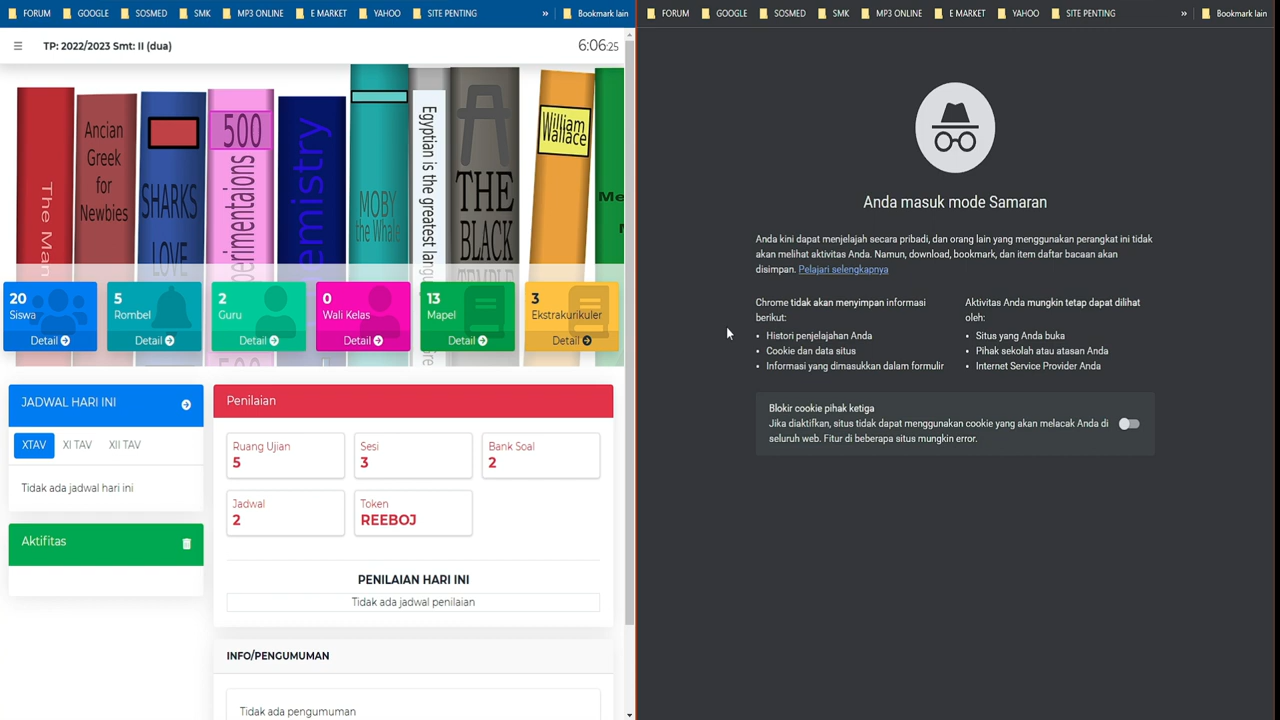 FORUM GOOGLE SOSMED SMK MP3 ONLINE E MARKET YAHOO SITE PENTING » Bookmark lain
☰ TP: 2022/2023 Smt: II (dua) 6:06:25
The Man
Ancian Greek for Newbies
SHARKS LOVE
500
MOBY the Whale
Egyptian is the greatest
THE BLACK TEMPLE
William Wallace
20 Siswa Detail
5 Rombel Detail
2 Guru Detail
0 Wali Kelas Detail
13 Mapel Detail
3 Ekstrakurikuler Detail
JADWAL HARI INI
XTAV XI TAV XII TAV
Tidak ada jadwal hari ini
Aktifitas
Penilaian
Ruang Ujian Sesi Bank Soal
5 3 2
Jadwal Token
2 REEBOJ
PENILAIAN HARI INI
Tidak ada jadwal penilaian
INFO/PENGUMUMAN
Tidak ada pengumuman
FORUM GOOGLE SOSMED SMK MP3 ONLINE E MARKET YAHOO SITE PENTING » Bookmark lain
Anda masuk mode Samaran
Anda kini dapat menjelajah secara pribadi, dan orang lain yang menggunakan perangkat ini tidak
akan melihat aktivitas Anda. Namun, download, bookmark, dan item daftar bacaan akan
disimpan. Pelajari selengkapnya
Chrome tidak akan menyimpan informasi
berikut:
• Histori penjelajahan Anda
• Cookie dan data situs
• Informasi yang dimasukkan dalam formulir
Aktivitas Anda mungkin tetap dapat dilihat
oleh:
• Situs yang Anda buka
• Pihak sekolah atau atasan Anda
• Internet Service Provider Anda
Blokir cookie pihak ketiga
Jika diaktifkan, situs tidak dapat menggunakan cookie yang akan melacak Anda di
seluruh web. Fitur di beberapa situs mungkin error.